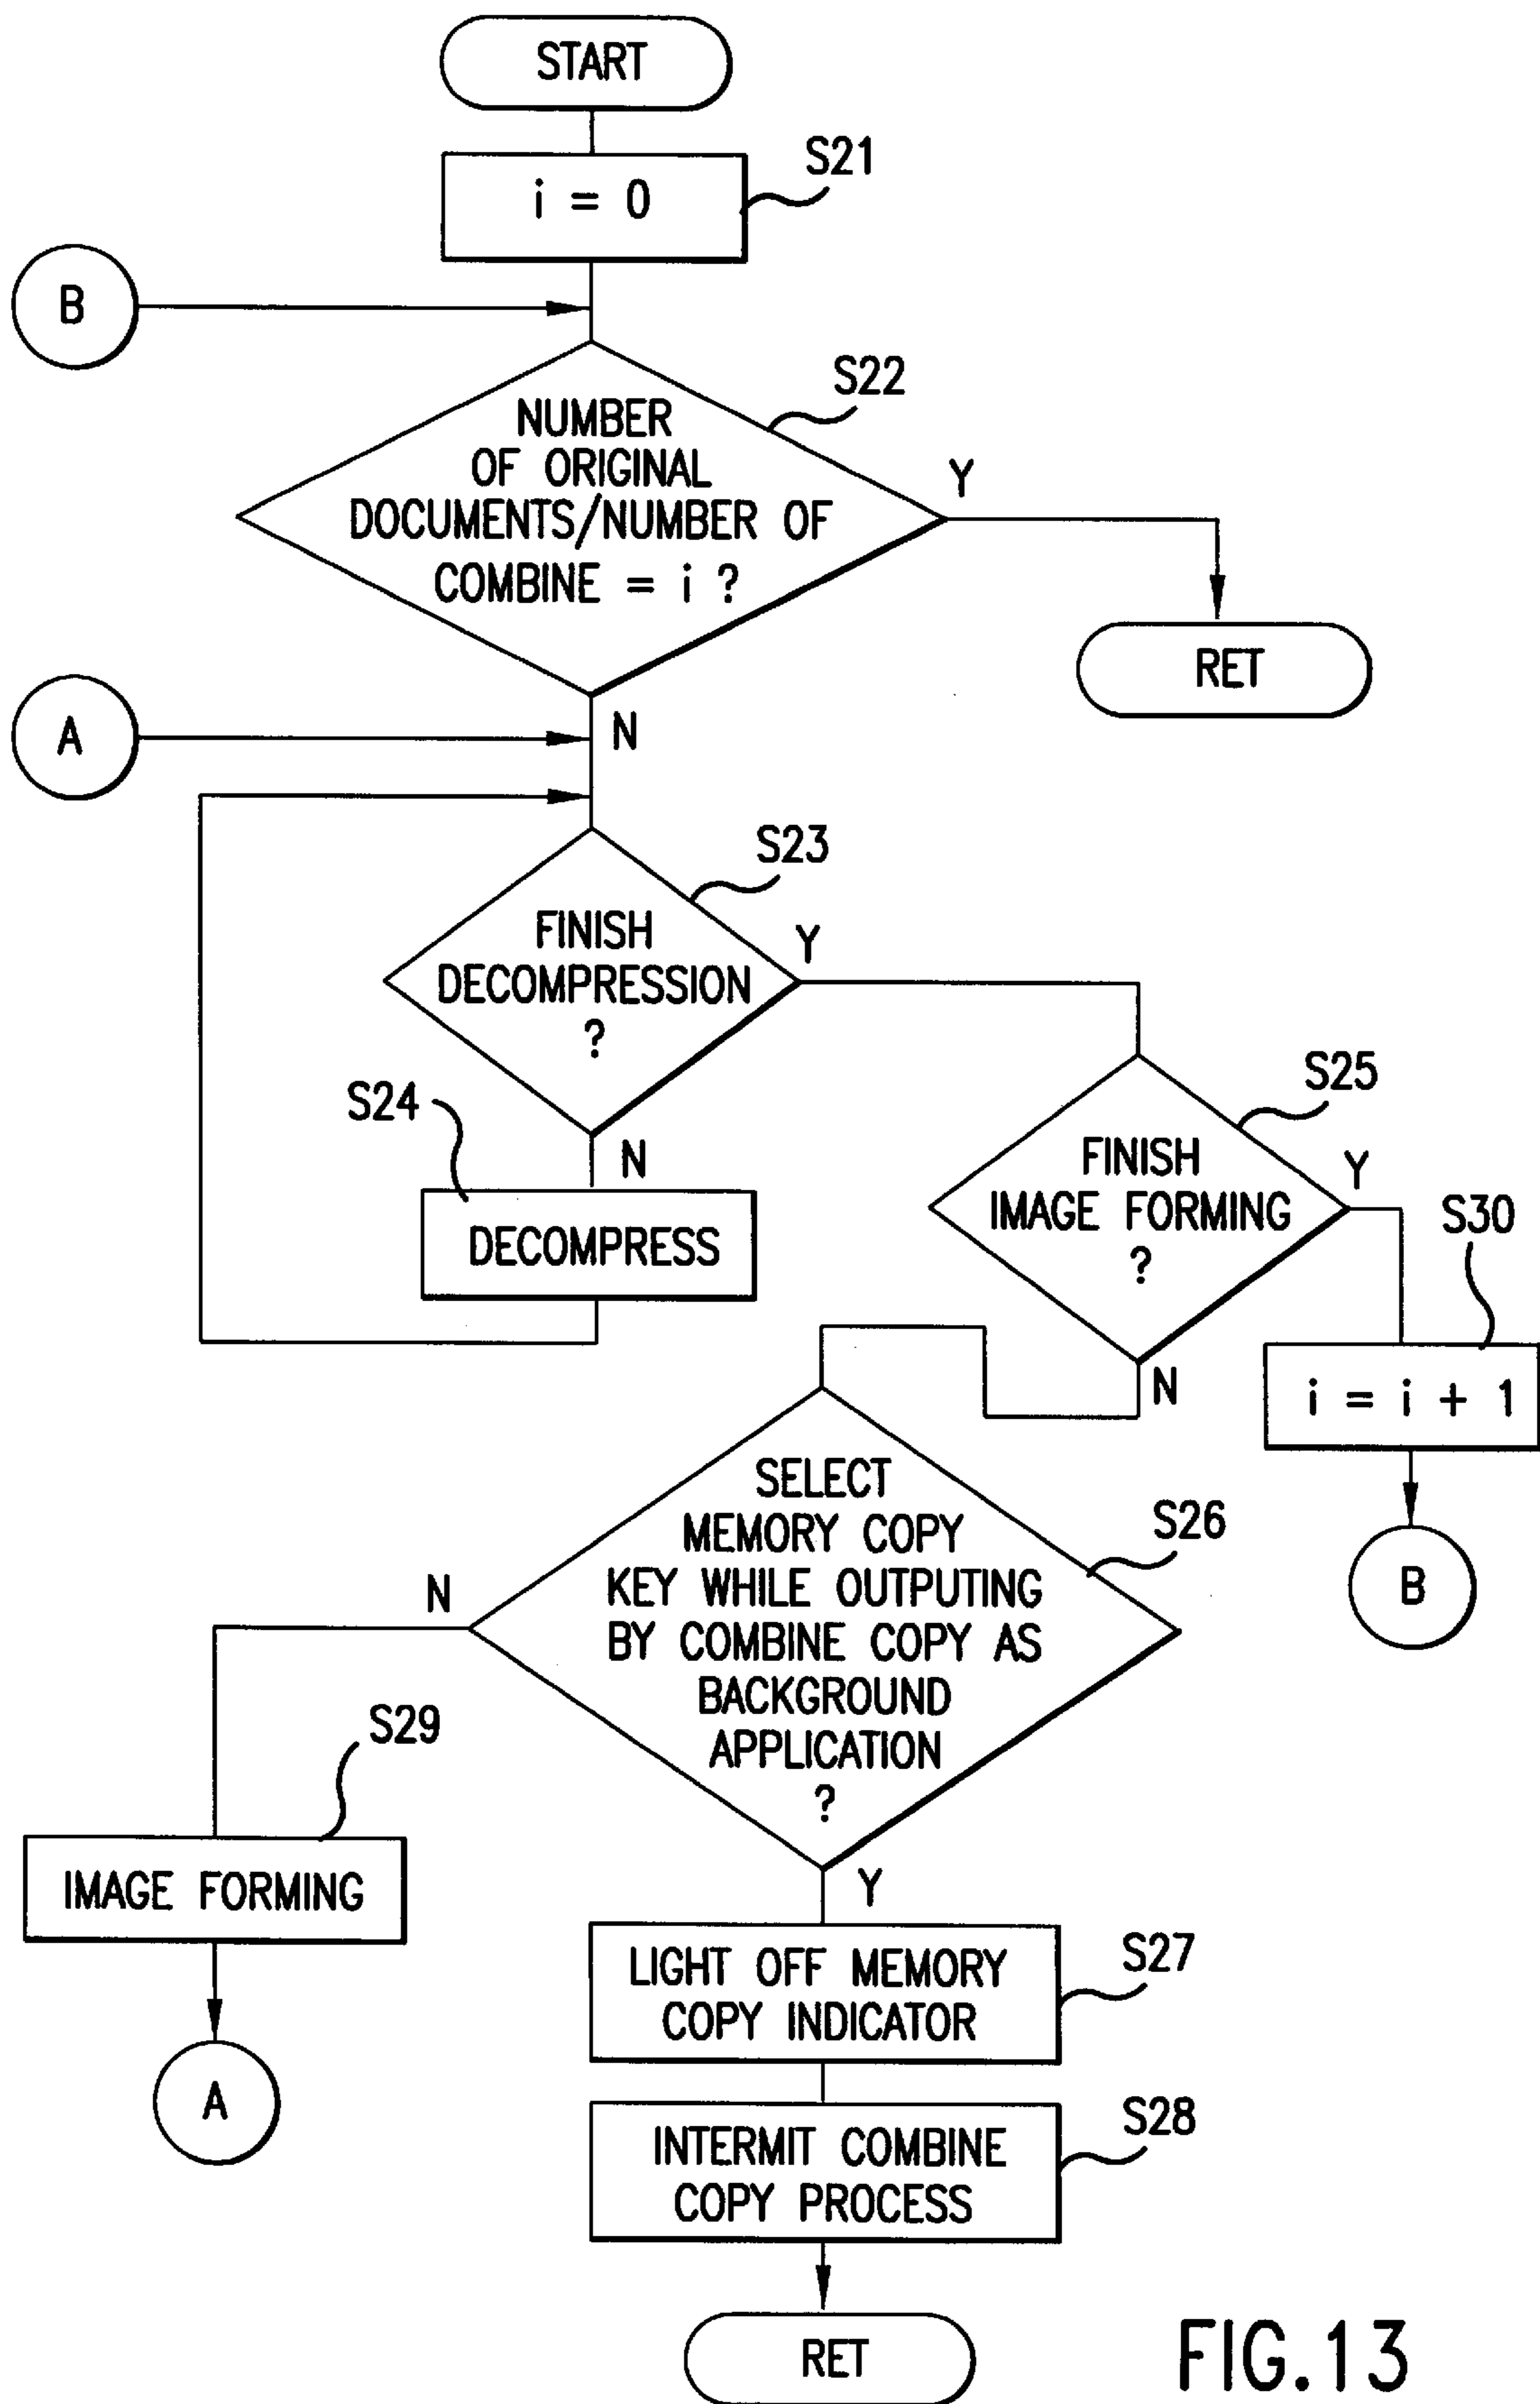 START
S21
i = 0
B
S22
NUMBER
OF ORIGINAL
DOCUMENTS/NUMBER OF
COMBINE = i ?
Y
RET
A
N
S23
FINISH
DECOMPRESSION
?
Y
S24
N
DECOMPRESS
S25
FINISH
IMAGE FORMING
?
Y
S30
N
i = i + 1
B
SELECT
MEMORY COPY
KEY WHILE OUTPUTING
BY COMBINE COPY AS
BACKGROUND
APPLICATION
?
S26
N
S29
IMAGE FORMING
A
Y
LIGHT OFF MEMORY
COPY INDICATOR
S27
INTERMIT COMBINE
COPY PROCESS
S28
RET
FIG.13